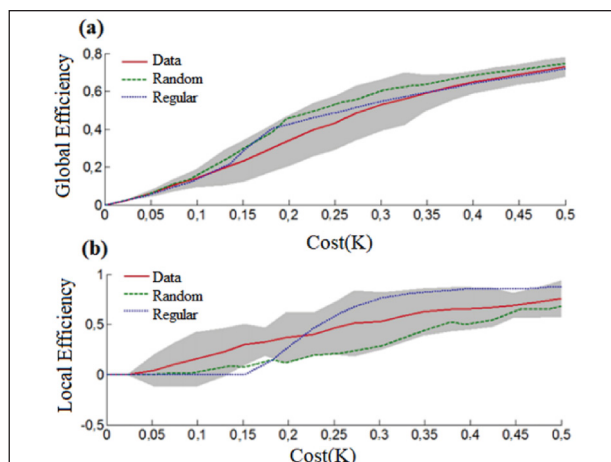 (a)
0,8
0,6
0,4
0,2
0
Global Efficiency
Data
Random
Regular
0 0,05 0,1 0,15 0,2 0,25 0,3 0,35 0,4 0,45 0,5
Cost(K)
(b)
1
0,5
0
-0,5
Local Efficiency
Data
Random
Regular
0 0,05 0,1 0,15 0,2 0,25 0,3 0,35 0,4 0,45 0,5
Cost(K)